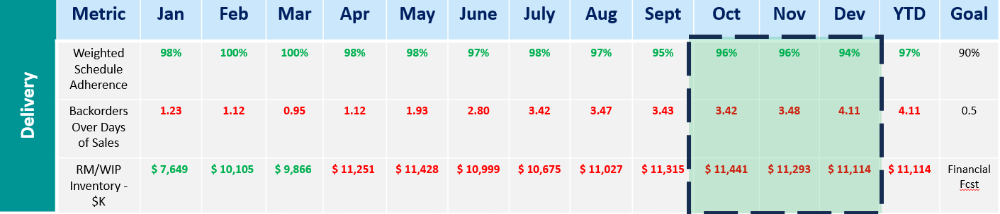 Delivery
Metric Jan Feb Mar Apr May June July Aug Sept Oct Nov Dev YTD Goal
Weighted Schedule Adherence 98% 100% 100% 98% 98% 97% 98% 97% 95% 96% 96% 94% 97% 90%
Backorders Over Days of Sales 1.23 1.12 0.95 1.12 1.93 2.80 3.42 3.47 3.43 3.42 3.48 4.11 4.11 0.5
RM/WIP Inventory - $K $ 7,649 $ 10,105 $ 9,866 $ 11,251 $ 11,428 $ 10,999 $ 10,675 $ 11,027 $ 11,315 $ 11,441 $ 11,293 $ 11,114 $ 11,114 Financial Fcst